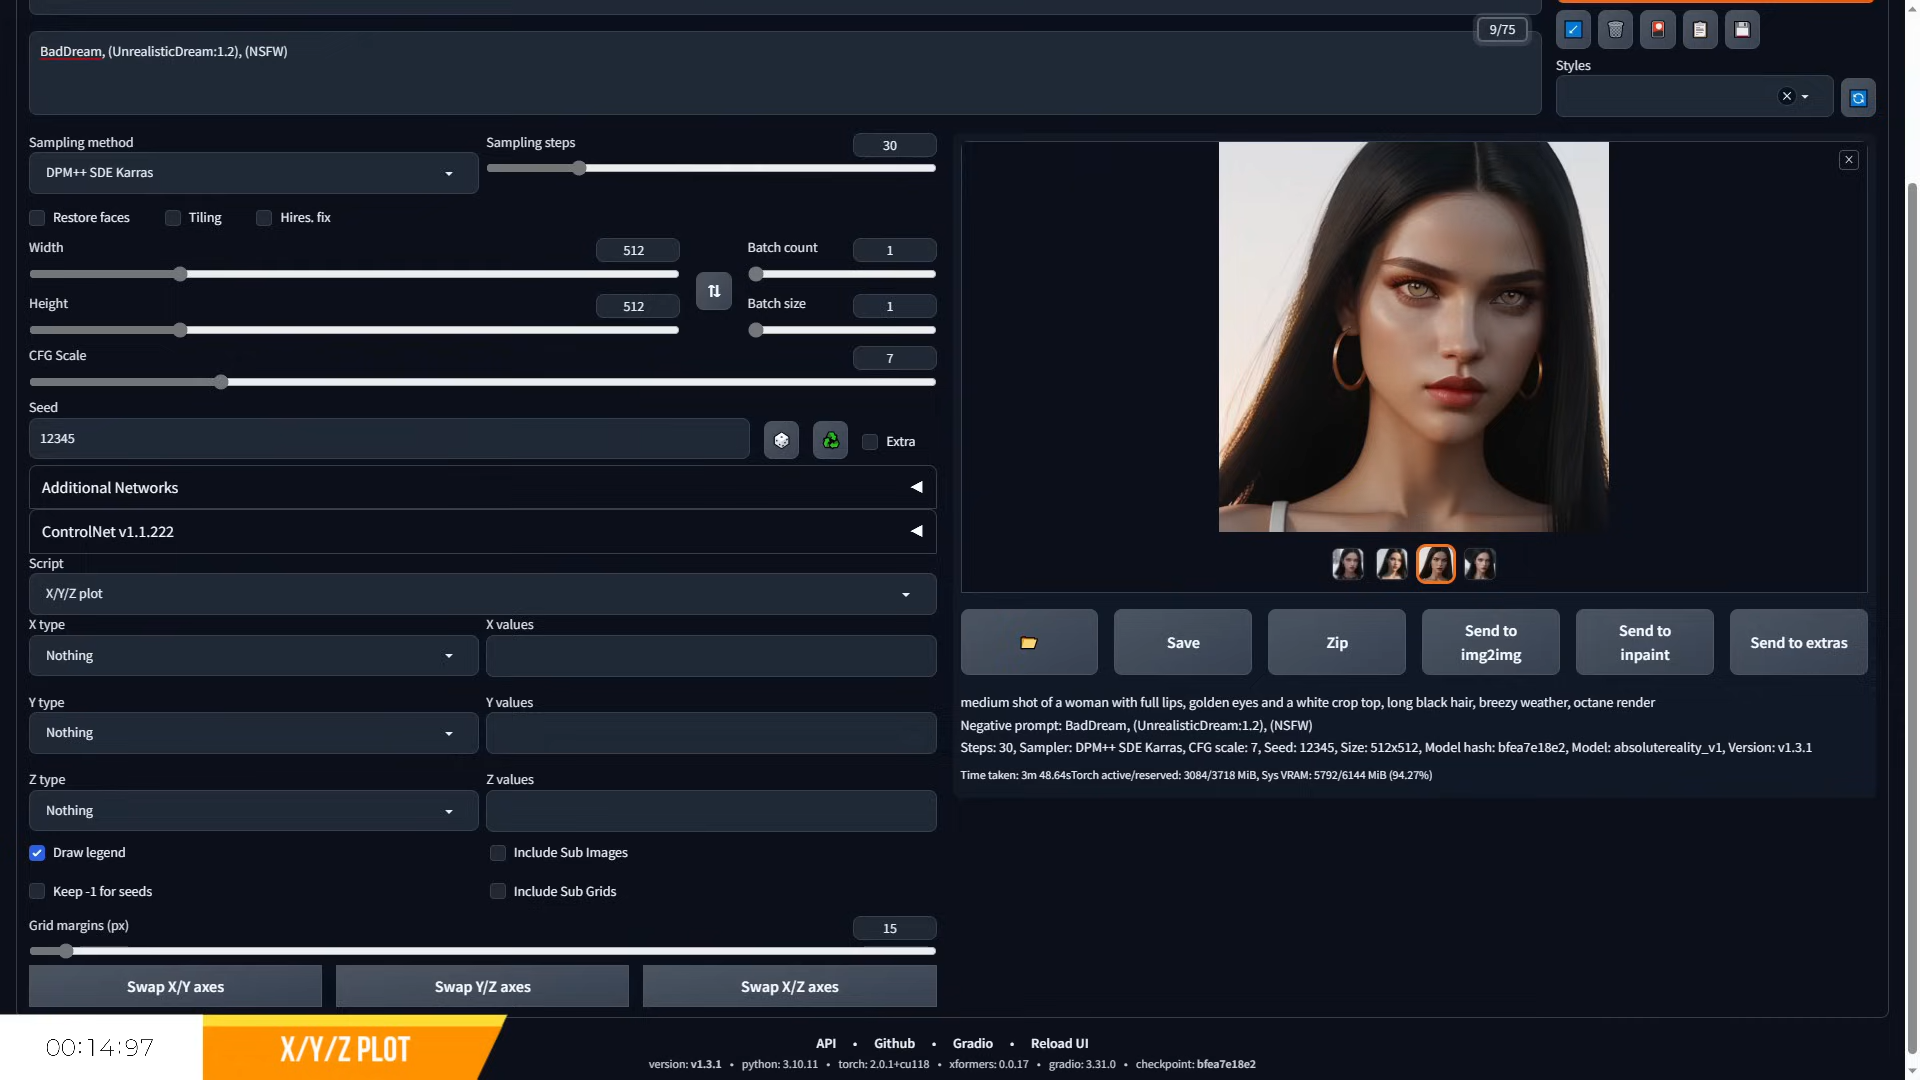 9/75
BadDream, (UnrealisticDream:1.2), (NSFW)
Styles
Sampling method
DPM++ SDE Karras
Sampling steps
30
Restore faces
Tiling
Hires. fix
Width
512
Height
512
Batch count
1
Batch size
1
CFG Scale
7
Seed
12345
Extra
Additional Networks
ControlNet v1.1.222
Script
X/Y/Z plot
X type
Nothing
X values
Y type
Nothing
Y values
Z type
Nothing
Z values
Draw legend
Include Sub Images
Keep -1 for seeds
Include Sub Grids
Grid margins (px)
15
Swap X/Y axes
Swap Y/Z axes
Swap X/Z axes
Save
Zip
Send to
img2img
Send to
inpaint
Send to extras
medium shot of a woman with full lips, golden eyes and a white crop top, long black hair, breezy weather, octane render
Negative prompt: BadDream, (UnrealisticDream:1.2), (NSFW)
Steps: 30, Sampler: DPM++ SDE Karras, CFG scale: 7, Seed: 12345, Size: 512x512, Model hash: bfea7e18e2, Model: absolutereality_v1, Version: v1.3.1
Time taken: 3m 48.64sTorch active/reserved: 3084/3718 MiB, Sys VRAM: 5792/6144 MiB (94.27%)
00:14:97
X/Y/Z PLOT
API • Github • Gradio • Reload UI
version: v1.3.1 • python: 3.10.11 • torch: 2.0.1+cu118 • xformers: 0.0.17 • gradio: 3.31.0 • checkpoint: bfea7e18e2